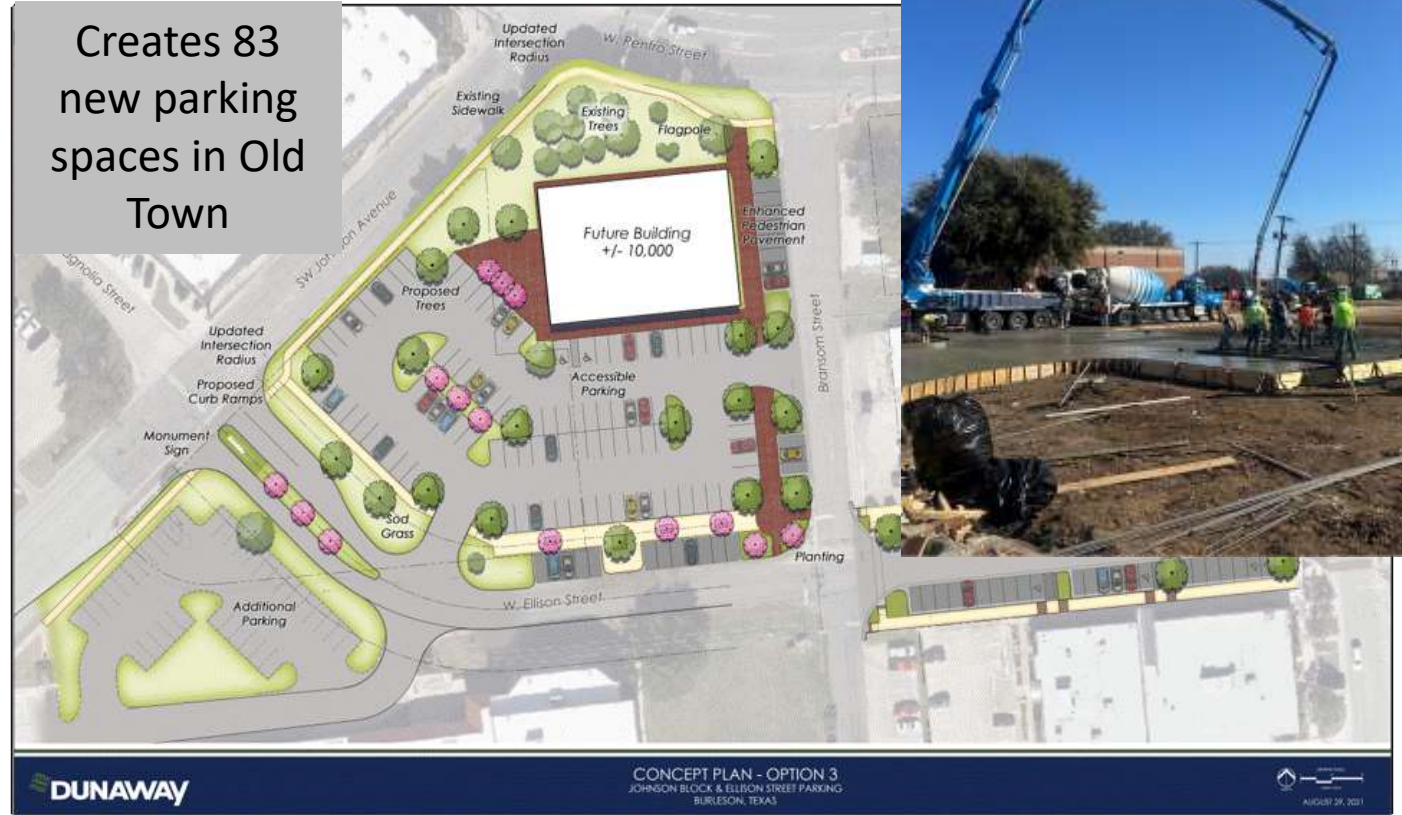 Creates 83
new parking
spaces in Old
Town
Updated
Intersection
Radius
W. Renfro Street
Existing
Sidewalk
Existing
Trees
Flagpole
Future Building
+/- 10,000
Enhanced
Pedestrian
Pavement
Proposed
Trees
Updated
Intersection
Radius
Proposed
Curb Ramps
Accessible
Parking
Bransom Street
Monument
Sign
Sod
Grass
Planting
W. Ellison Street
Additional
Parking
DUNAWAY
CONCEPT PLAN - OPTION 3
JOHNSON BLOCK & ELLISON STREET PARKING
BURLESON, TEXAS
AUGUST 29, 2021